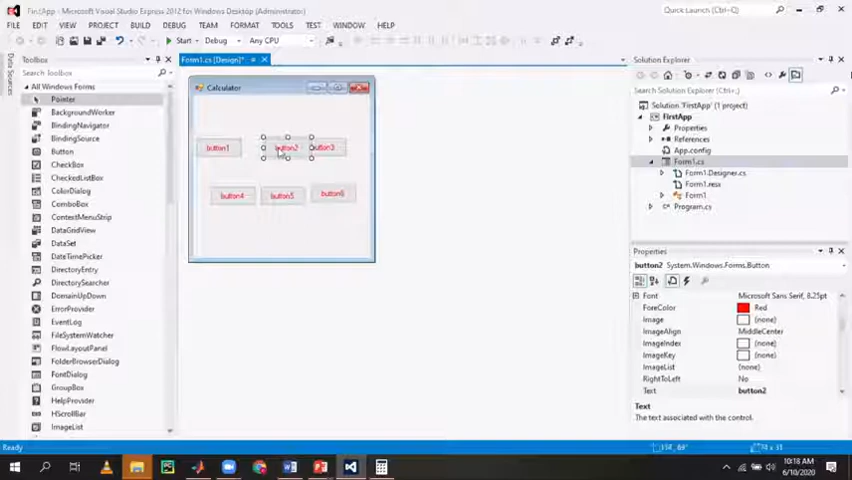 FirstApp - Microsoft Visual Studio Express 2012 for Windows Desktop (Administrator)
Quick Launch (Ctrl+Q)
FILE EDIT VIEW PROJECT BUILD DEBUG TEAM FORMAT TOOLS TEST WINDOW HELP
Start Debug Any CPU
Data Sources
Toolbox
Search Toolbox
All Windows Forms
Pointer
BackgroundWorker
BindingNavigator
BindingSource
Button
CheckBox
CheckedListBox
ColorDialog
ComboBox
ContextMenuStrip
DataGridView
DataSet
DateTimePicker
DirectoryEntry
DirectorySearcher
DomainUpDown
ErrorProvider
EventLog
FileSystemWatcher
FlowLayoutPanel
FolderBrowserDialog
FontDialog
GroupBox
HelpProvider
HScrollBar
ImageList
Form1.cs [Design]*
Calculator
button1 button2 button3
button4 button5 button6
Solution Explorer
Search Solution Explorer (Ctrl+;)
Solution 'FirstApp' (1 project)
FirstApp
Properties
References
App.config
Form1.cs
Form1.Designer.cs
Form1.resx
Form1
Program.cs
Properties
button2 System.Windows.Forms.Button
Font Microsoft Sans Serif, 8.25pt
ForeColor Red
Image (none)
ImageAlign MiddleCenter
ImageIndex (none)
ImageKey (none)
ImageList (none)
RightToLeft No
Text button2
Text
The text associated with the control.
Ready
10:18 AM
6/10/2020